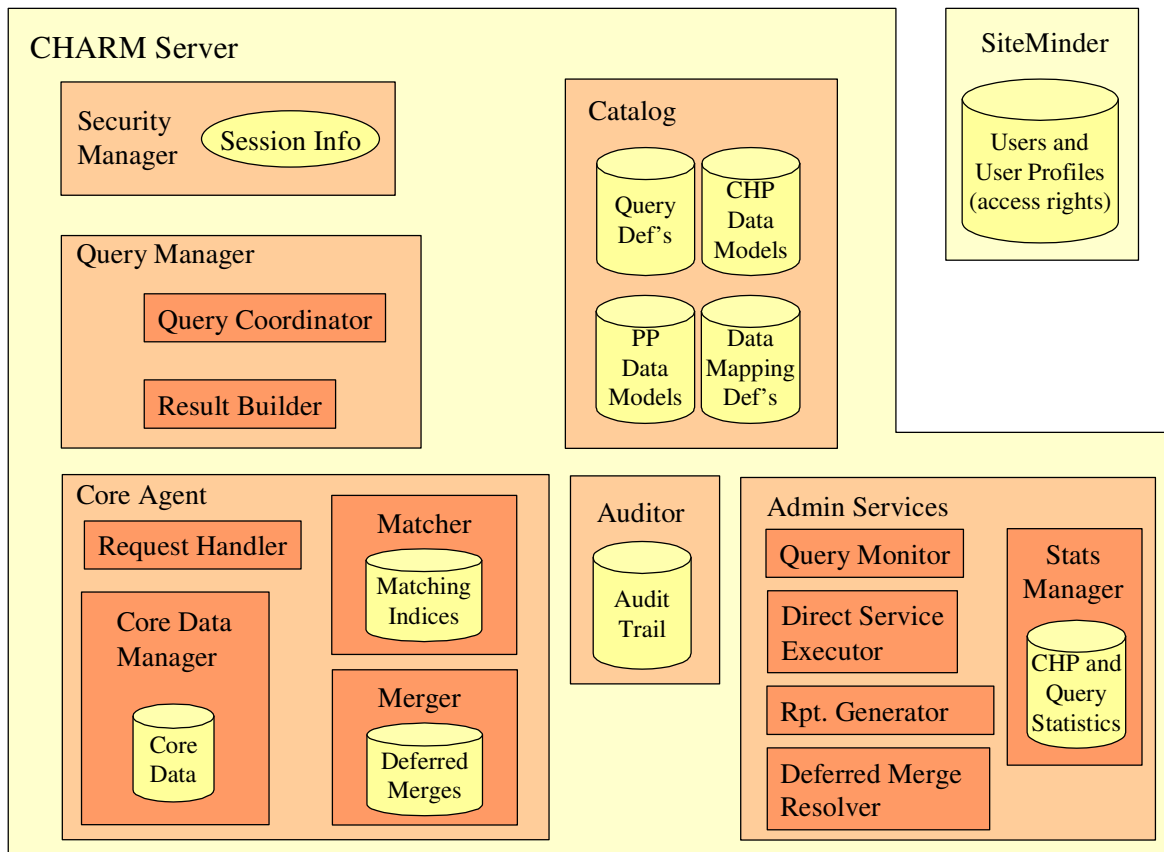 CHARM Server
Security
Manager
Session Info
Query Manager
Query Coordinator
Result Builder
Catalog
Query
Def's
CHP
Data
Models
PP
Data
Models
Data
Mapping
Def's
SiteMinder
Users and
User Profiles
(access rights)
Core Agent
Request Handler
Core Data
Manager
Core
Data
Matcher
Matching
Indices
Merger
Deferred
Merges
Auditor
Audit
Trail
Admin Services
Query Monitor
Direct Service
Executor
Rpt. Generator
Deferred Merge
Resolver
Stats
Manager
CHP and
Query
Statistics